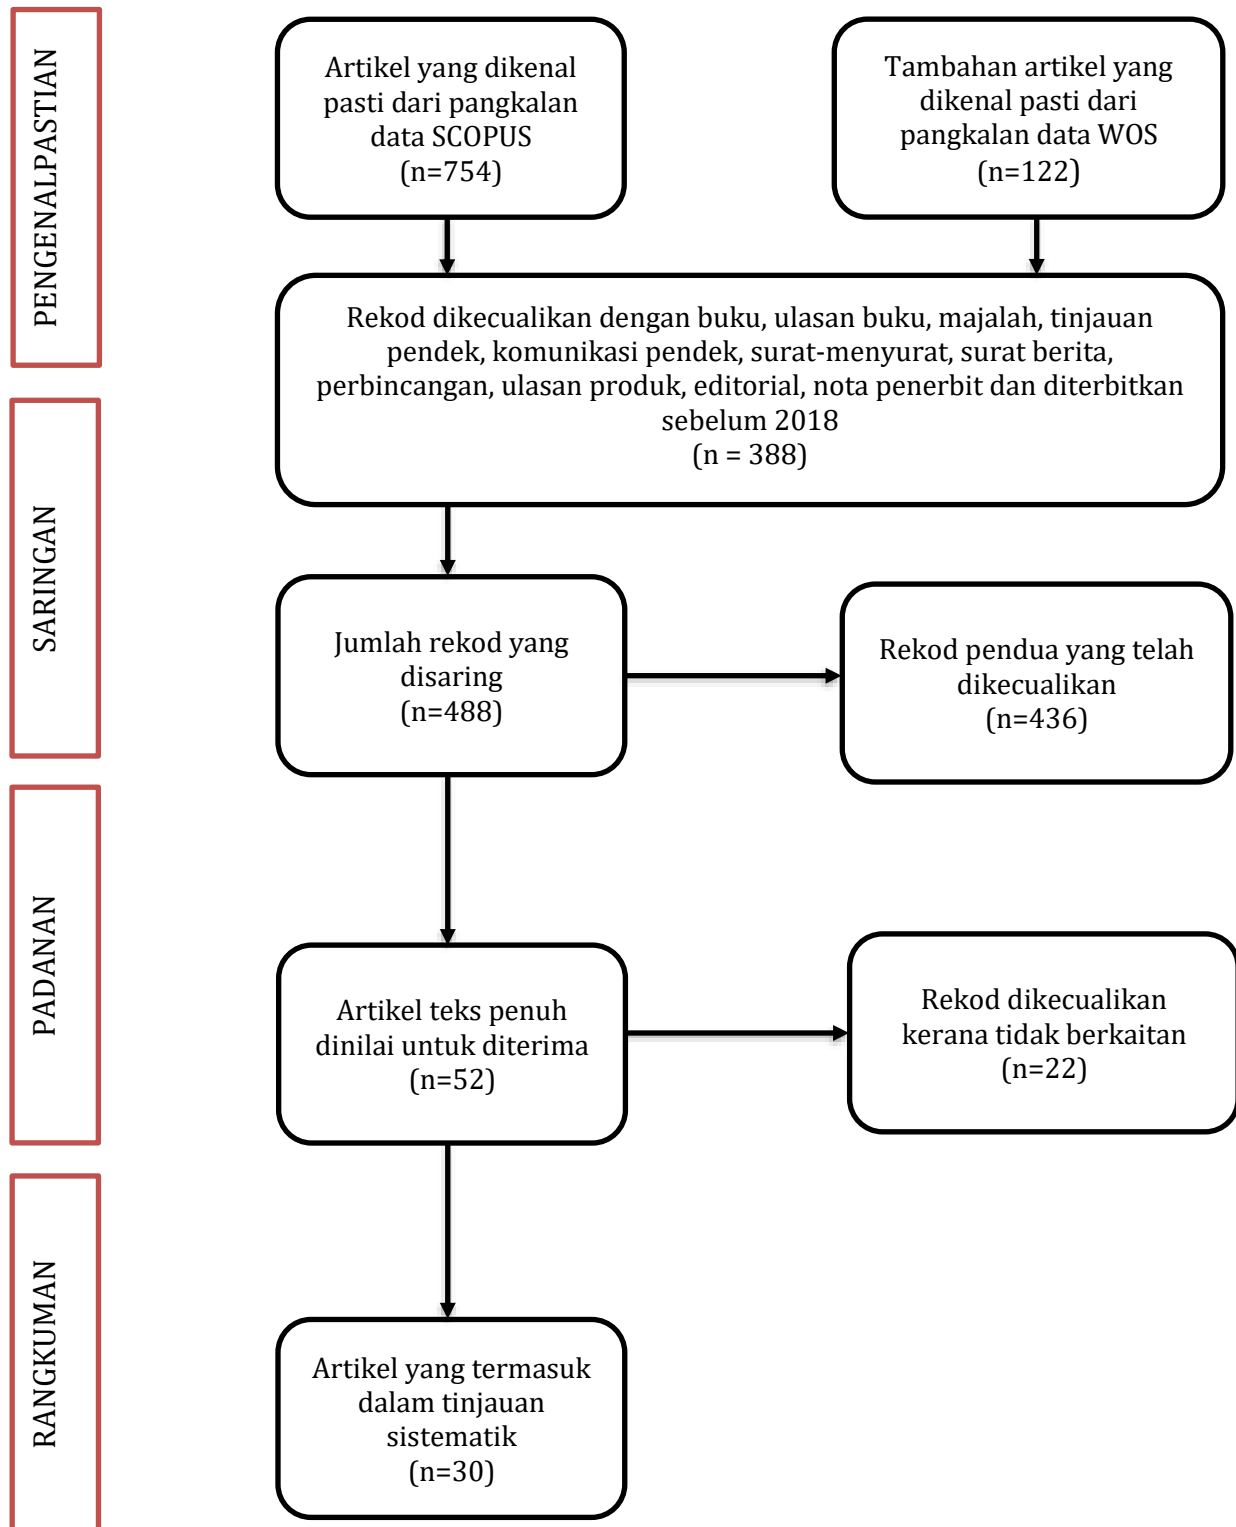 PENGENALPASTIAN
Artikel yang dikenal
pasti dari pangkalan
data SCOPUS
(n=754)
Tambahan artikel yang
dikenal pasti dari
pangkalan data WOS
(n=122)
Rekod dikecualikan dengan buku, ulasan buku, majalah, tinjauan
pendek, komunikasi pendek, surat-menyurat, surat berita,
perbincangan, ulasan produk, editorial, nota penerbit dan diterbitkan
sebelum 2018
(n = 388)
SARINGAN
Jumlah rekod yang
disaring
(n=488)
Rekod pendua yang telah
dikecualikan
(n=436)
PADANAN
Artikel teks penuh
dinilai untuk diterima
(n=52)
Rekod dikecualikan
kerana tidak berkaitan
(n=22)
RANGKUMAN
Artikel yang termasuk
dalam tinjauan
sistematik
(n=30)